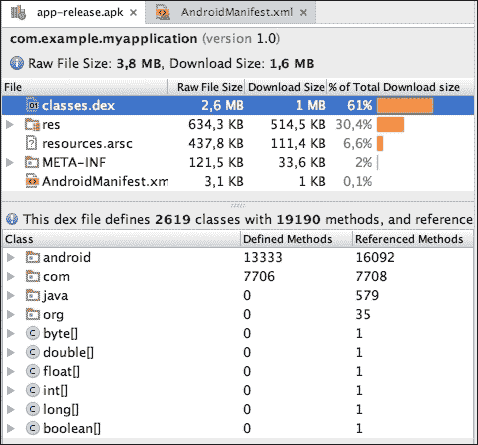 app-release.apk × AndroidManifest.xml ×
com.example.myapplication (version 1.0)
Raw File Size: 3,8 MB, Download Size: 1,6 MB
File Raw File Size Download Size % of Total Download size
classes.dex 2,6 MB 1 MB 61%
res 634,3 KB 514,5 KB 30,4%
resources.arsc 437,8 KB 111,4 KB 6,6%
META-INF 121,5 KB 33,6 KB 2%
AndroidManifest.xm 3,1 KB 1 KB 0,1%
This dex file defines 2619 classes with 19190 methods, and reference
Class Defined Methods Referenced Methods
android 13333 16092
com 7706 7708
java 0 579
org 0 35
byte[] 0 1
double[] 0 1
float[] 0 1
int[] 0 1
long[] 0 1
boolean[] 0 1